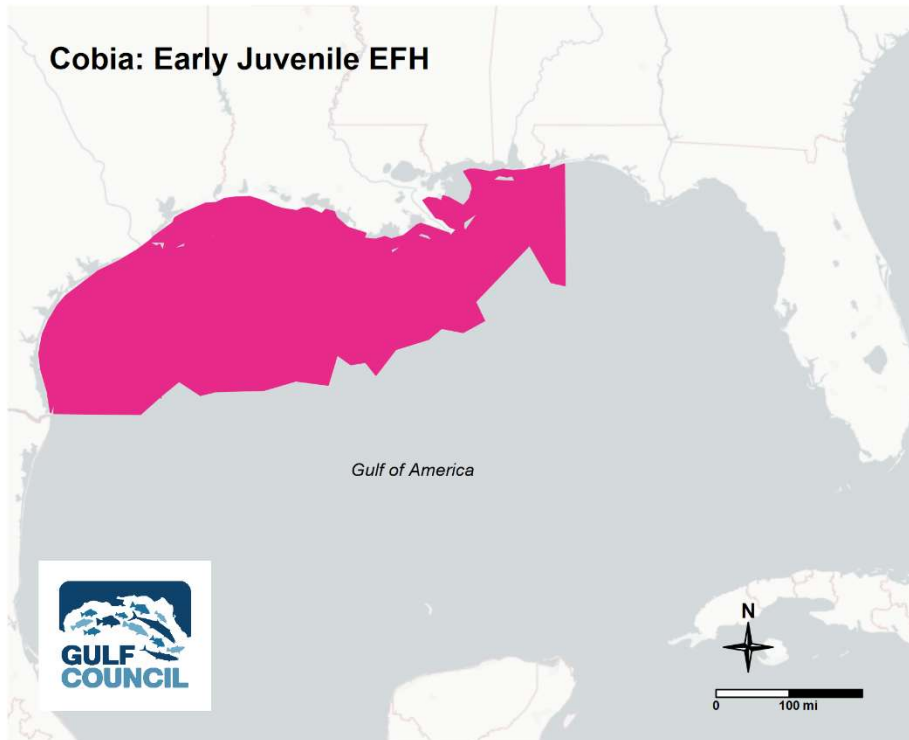 Cobia: Early Juvenile EFH
Gulf of America
GULF
COUNCIL
N
0 100 mi